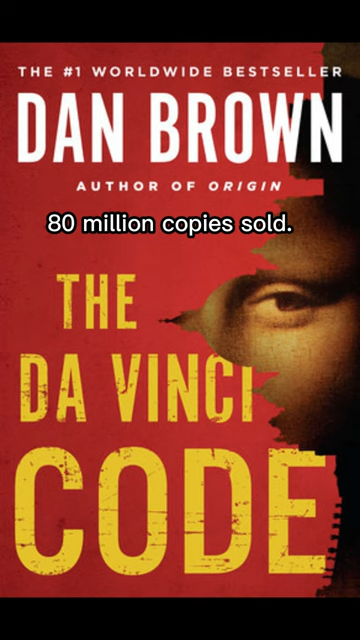 THE #1 WORLDWIDE BESTSELLER
DAN BROWN
AUTHOR OF ORIGIN
80 million copies sold.
THE
DA VINCI
CODE